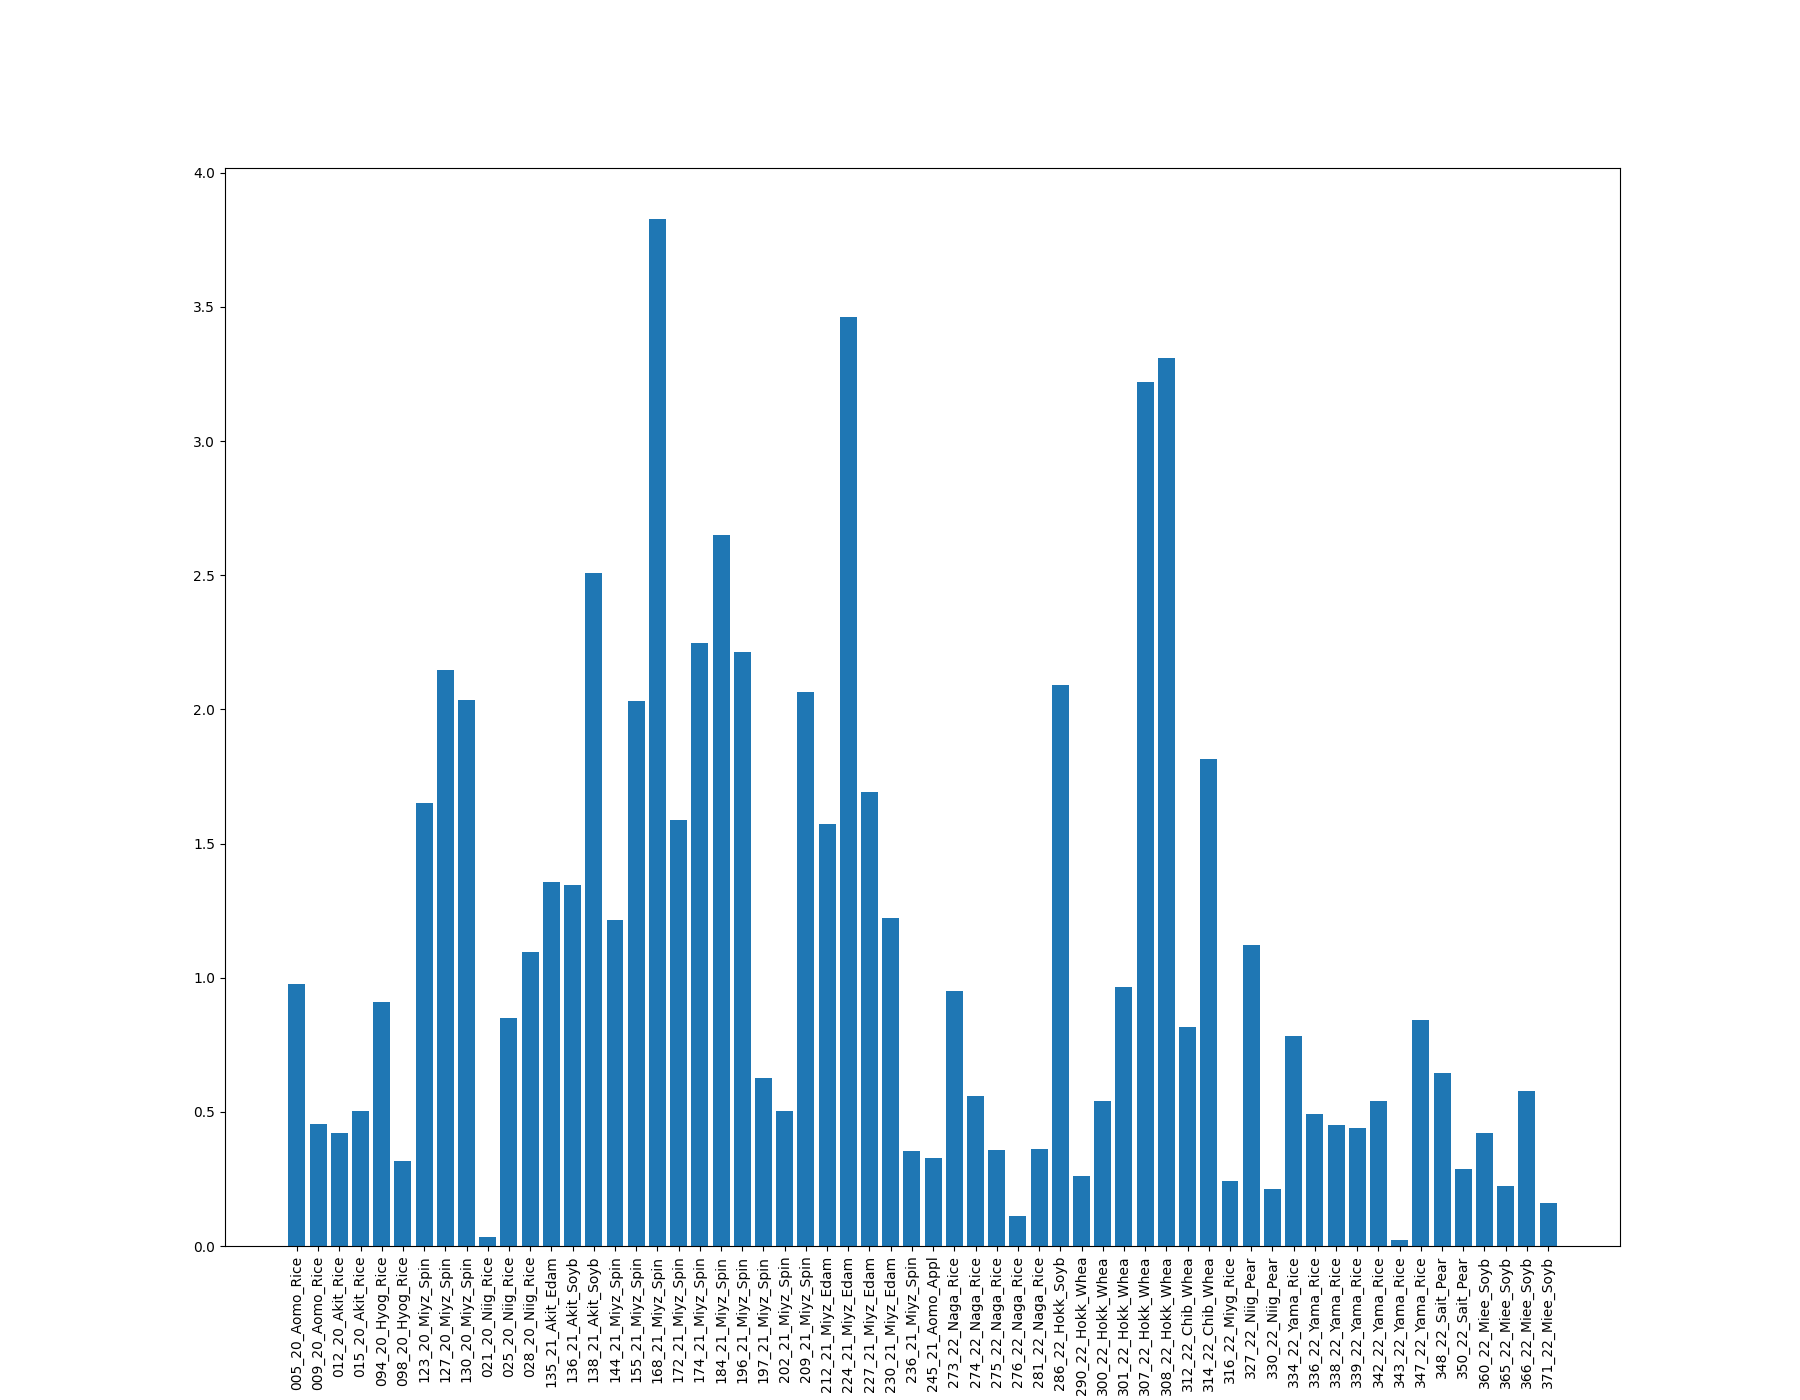 4.0
3.5
3.0
2.5
2.0
1.5
1.0
0.5
0.0
005_20_Aomo_Rice
009_20_Aomo_Rice
012_20_Akit_Rice
015_20_Akit_Rice
094_20_Hyog_Rice
098_20_Hyog_Rice
123_20_Miyz_Spin
127_20_Miyz_Spin
130_20_Miyz_Spin
021_20_Niig_Rice
025_20_Niig_Rice
028_20_Niig_Rice
135_21_Akit_Edam
136_21_Akit_Soyb
138_21_Akit_Soyb
144_21_Miyz_Spin
155_21_Miyz_Spin
168_21_Miyz_Spin
172_21_Miyz_Spin
174_21_Miyz_Spin
184_21_Miyz_Spin
196_21_Miyz_Spin
197_21_Miyz_Spin
202_21_Miyz_Spin
209_21_Miyz_Spin
212_21_Miyz_Edam
224_21_Miyz_Edam
227_21_Miyz_Edam
230_21_Miyz_Edam
236_21_Miyz_Spin
245_21_Aomo_Appl
273_22_Naga_Rice
274_22_Naga_Rice
275_22_Naga_Rice
276_22_Naga_Rice
281_22_Naga_Rice
286_22_Hokk_Soyb
290_22_Hokk_Whea
300_22_Hokk_Whea
301_22_Hokk_Whea
307_22_Hokk_Whea
308_22_Hokk_Whea
312_22_Chib_Whea
314_22_Chib_Whea
316_22_Miyg_Rice
327_22_Niig_Pear
330_22_Niig_Pear
334_22_Yama_Rice
336_22_Yama_Rice
338_22_Yama_Rice
339_22_Yama_Rice
342_22_Yama_Rice
343_22_Yama_Rice
347_22_Yama_Rice
348_22_Sait_Pear
350_22_Sait_Pear
360_22_Miee_Soyb
365_22_Miee_Soyb
366_22_Miee_Soyb
371_22_Miee_Soyb